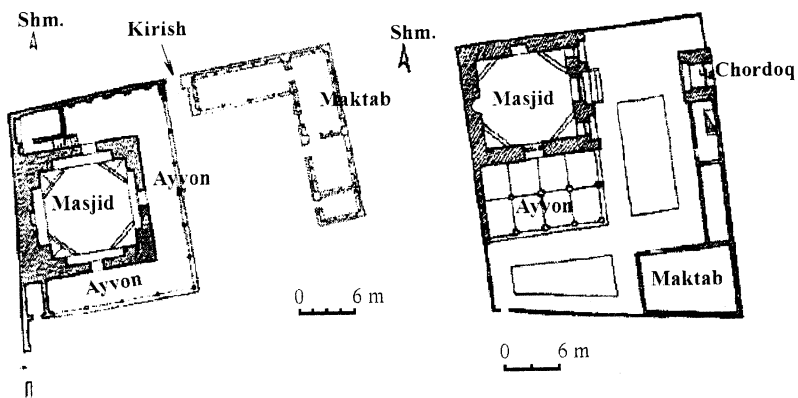 Shm.
Kirish
Maktab
Ayyon
Masjid
Ayyon
0 6 m
Shm.
Chordoq
Masjid
Ayyon
Maktab
0 6 m